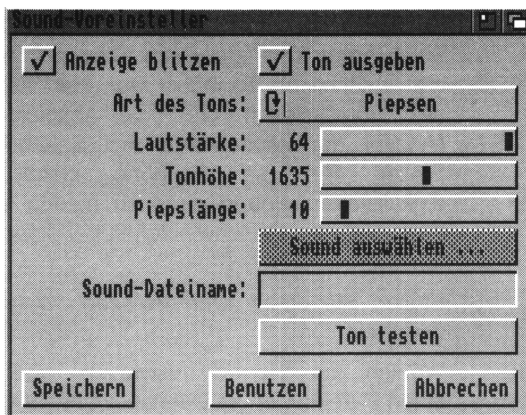 Sound-Voreinsteller
Anzeige blitzen Ton ausgeben
Art des Tons: Piepsen
Lautstärke: 64
Tonhöhe: 1635
Piepslänge: 10
Sound auswählen ...
Sound-Dateiname:
Ton testen
Speichern Benutzen Abbrechen